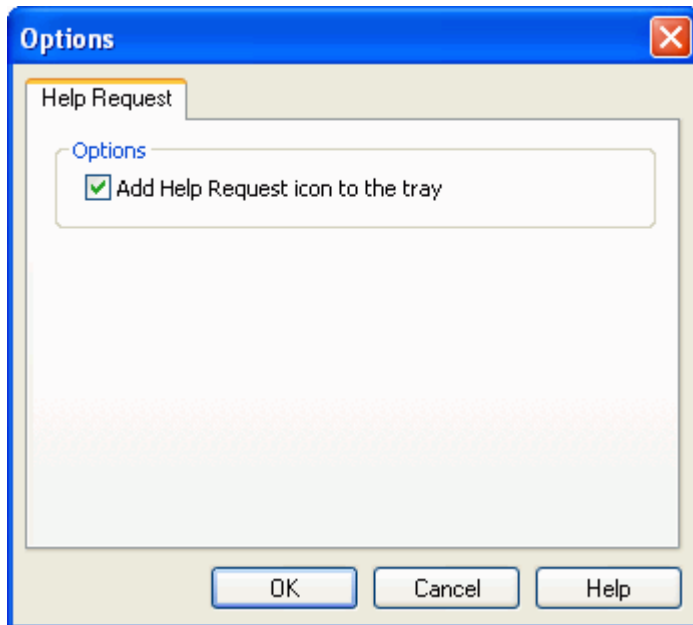 Options
Help Request
Options
Add Help Request icon to the tray
OK Cancel Help